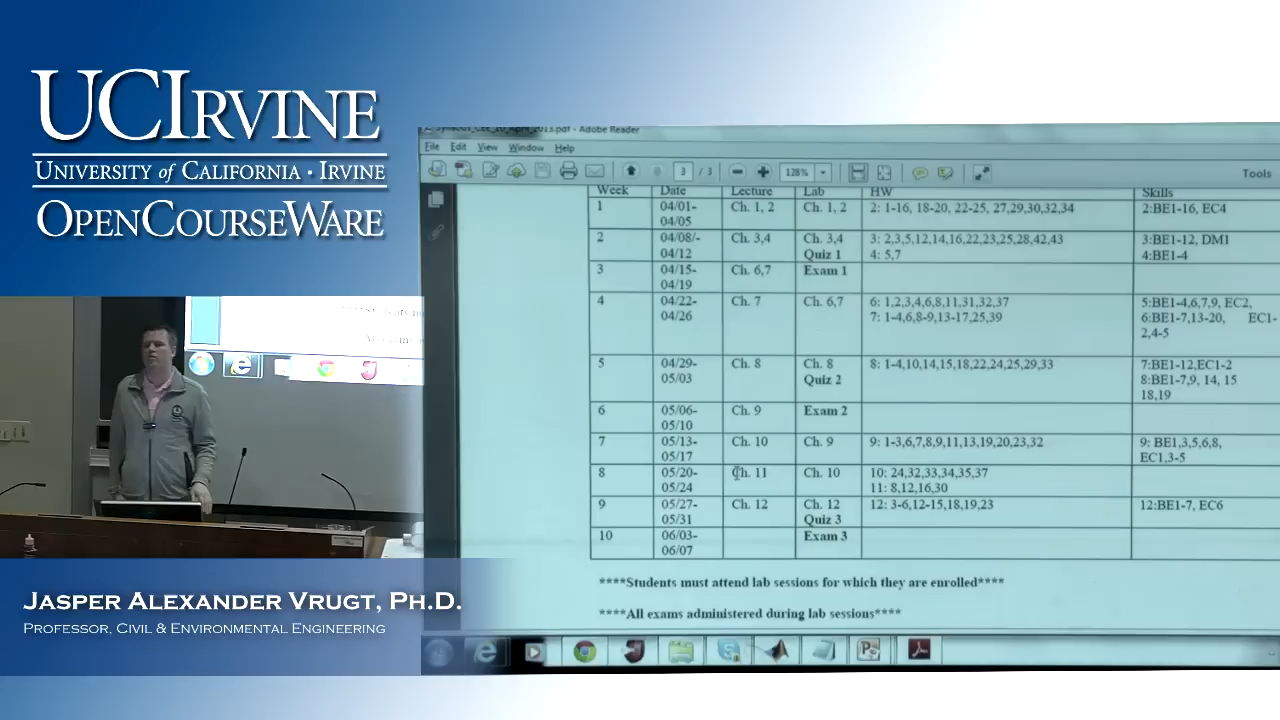 UCIRVINE
UNIVERSITY of CALIFORNIA · IRVINE
OPENCOURSEWARE
JASPER ALEXANDER VRUGT, PH.D.
PROFESSOR, CIVIL & ENVIRONMENTAL ENGINEERING
2013.pdf - Adobe Reader
File Edit View Window Help
3 / 3 128% Tools
Week Date Lecture Lab HW Skills
1 04/01- Ch. 1, 2 Ch. 1, 2 2: 1-16, 18-20, 22-25, 27,29,30,32,34 2:BE1-16, EC4
04/05
2 04/08/- Ch. 3,4 Ch. 3,4 3: 2,3,5,12,14,16,22,23,25,28,42,43 3:BE1-12, DM1
04/12 Quiz 1 4: 5,7 4:BE1-4
3 04/15- Ch. 6,7 Exam 1
04/19
4 04/22- Ch. 7 Ch. 6,7 6: 1,2,3,4,6,8,11,31,32,37 5:BE1-4,6,7,9, EC2,
04/26 7: 1-4,6,8-9,13-17,25,39 6:BE1-7,13-20, EC1-
2,4-5
5 04/29- Ch. 8 Ch. 8 8: 1-4,10,14,15,18,22,24,25,29,33 7:BE1-12,EC1-2
05/03 Quiz 2 8:BE1-7,9, 14, 15
18,19
6 05/06- Ch. 9 Exam 2
05/10
7 05/13- Ch. 10 Ch. 9 9: 1-3,6,7,8,9,11,13,19,20,23,32 9: BE1,3,5,6,8,
05/17 EC1,3-5
8 05/20- Ch. 11 Ch. 10 10: 24,32,33,34,35,37
05/24 11: 8,12,16,30
9 05/27- Ch. 12 Ch. 12 12: 3-6,12-15,18,19,23 12:BE1-7, EC6
05/31 Quiz 3
10 06/03- Exam 3
06/07
****Students must attend lab sessions for which they are enrolled****
****All exams administered during lab sessions****